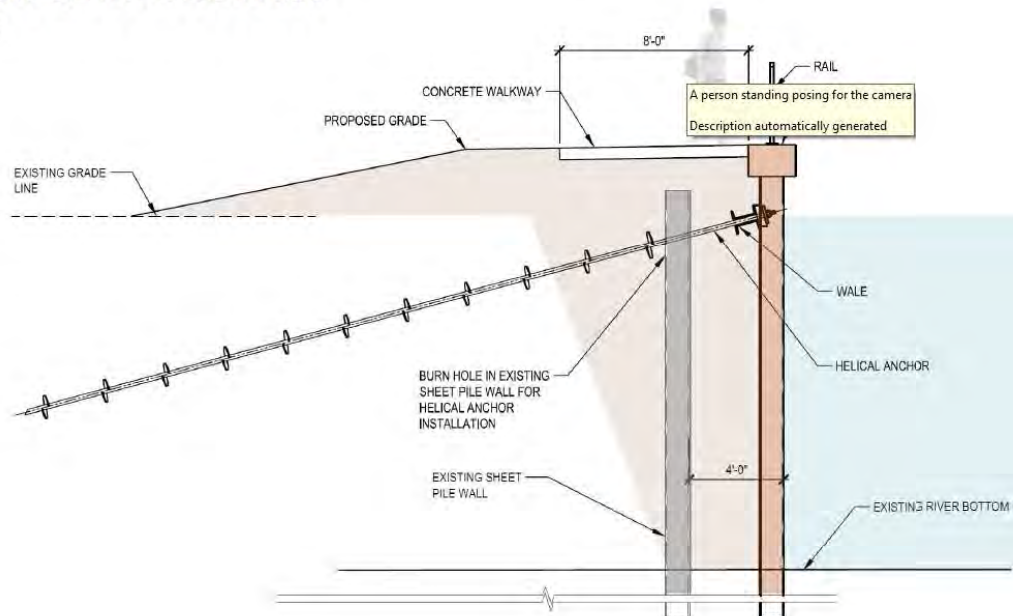 8'-0"
RAIL
CONCRETE WALKWAY
A person standing posing for the camera
Description automatically generated
PROPOSED GRADE
EXISTING GRADE
LINE
WALE
HELICAL ANCHOR
BURN HOLE IN EXISTING
SHEET PILE WALL FOR
HELICAL ANCHOR
INSTALLATION
4'-0"
EXISTING SHEET
PILE WALL
EXISTING RIVER BOTTOM